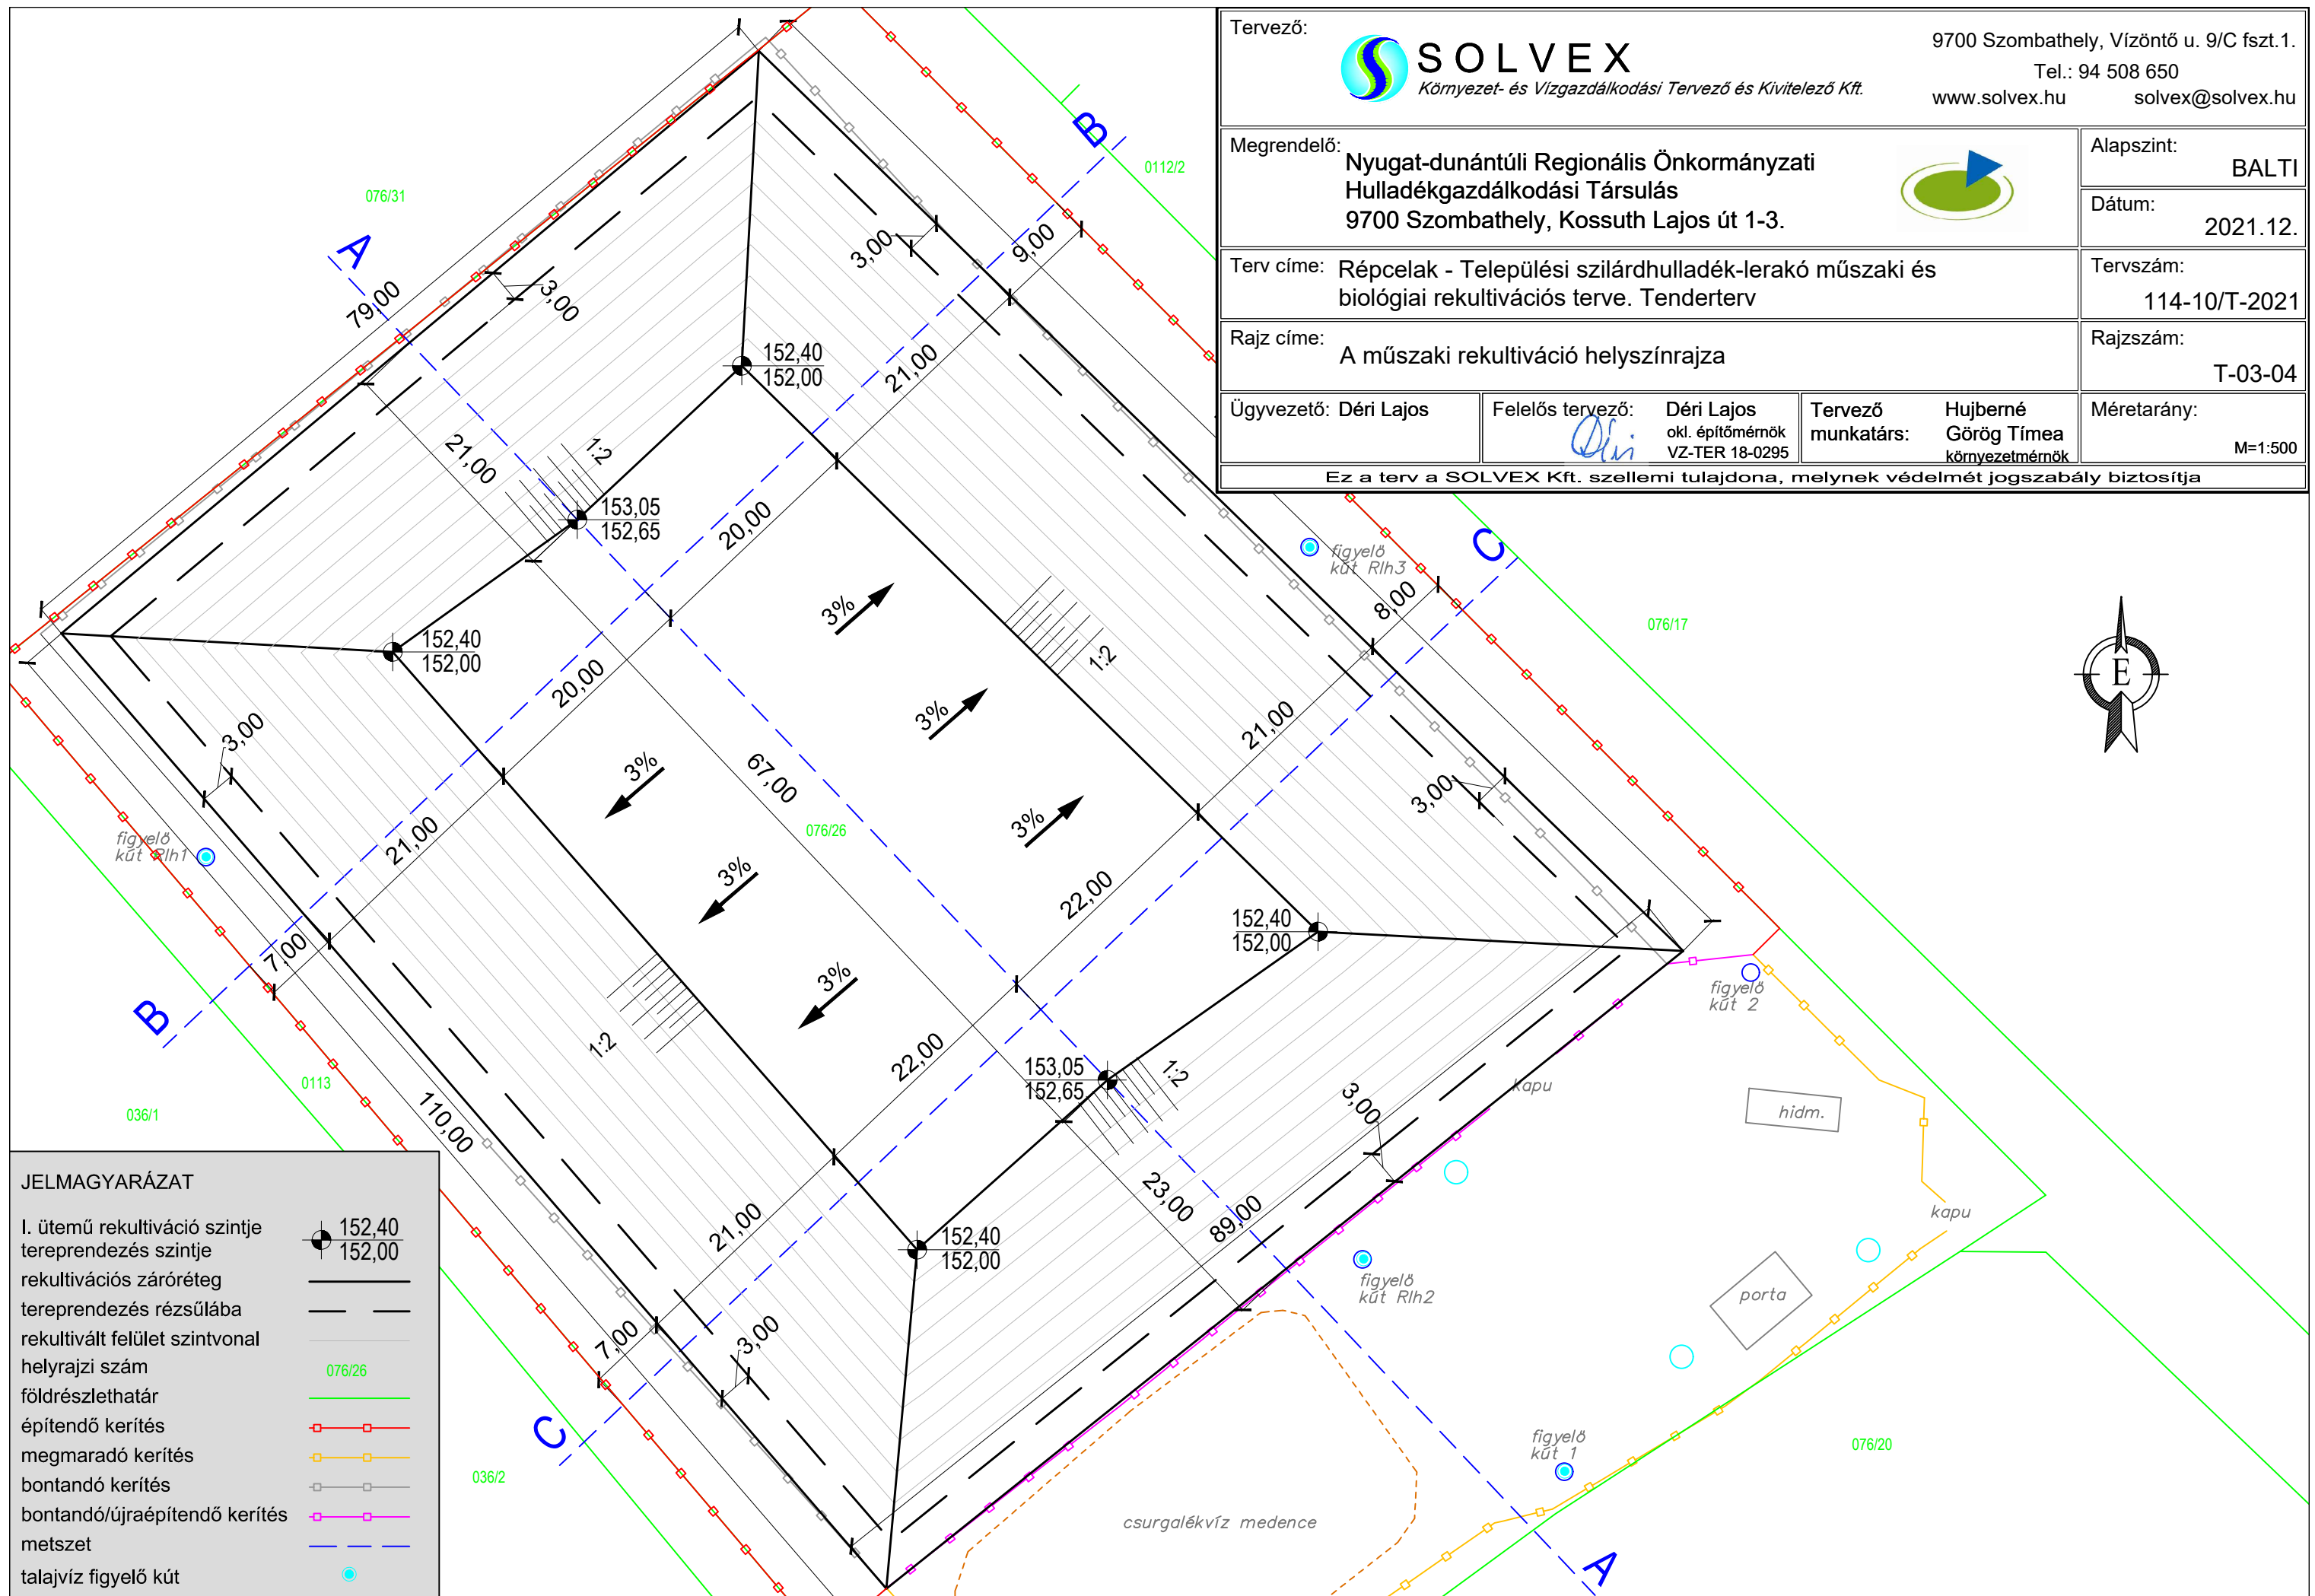 Tervező:
SOLVEX
Környezet- és Vízgazdálkodási Tervező és Kivitelező Kft.
9700 Szombathely, Vízöntő u. 9/C fszt.1.
Tel.: 94 508 650
www.solvex.hu solvex@solvex.hu
Megrendelő:
Nyugat-dunántúli Regionális Önkormányzati
Hulladékgazdálkodási Társulás
9700 Szombathely, Kossuth Lajos út 1-3.
Alapszint:
BALTI
Dátum:
2021.12.
Terv címe: Répcelak - Települési szilárdhulladék-lerakó műszaki és
biológiai rekultivációs terve. Tenderterv
Tervszám:
114-10/T-2021
Rajz címe:
A műszaki rekultiváció helyszínrajza
Rajzszám:
T-03-04
Ügyvezető: Déri Lajos
Felelős tervező: Déri Lajos
okl. építőmérnök
VZ-TER 18-0295
Tervező
munkatárs:
Hujberné
Görög Tímea
környezetmérnök
Méretarány:
M=1:500
Ez a terv a SOLVEX Kft. szellemi tulajdona, melynek védelmét jogszabály biztosítja
B
0112/2
076/31
A
79,00
3,00
3,00
9,00
152,40
152,00
21,00
21,00
1:2
153,05
152,65
20,00
C
figyelő
kút Rlh3
8,00
076/17
E
3%
152,40
152,00
20,00
1:2
3%
21,00
3,00
3%
67,00
3,00
076/26
3%
figyelő
kút Rlh1
21,00
3%
22,00
152,40
152,00
7,00
3%
figyelő
kút 2
B
1:2
22,00
153,05
152,65
1:2
kapu
0113
036/1
110,00
3,00
hidm.
23,00
89,00
kapu
21,00
152,40
152,00
figyelő
kút Rlh2
porta
7,00
3,00
C
036/2
figyelő
kút 1
076/20
csurgalékvíz medence
A
JELMAGYARÁZAT
I. ütemű rekultiváció szintje 152,40
tereprendezés szintje 152,00
rekultivációs záróréteg
tereprendezés rézsűlába
rekultivált felület szintvonal
helyrajzi szám 076/26
földrészlethatár
építendő kerítés
megmaradó kerítés
bontandó kerítés
bontandó/újraépítendő kerítés
metszet
talajvíz figyelő kút